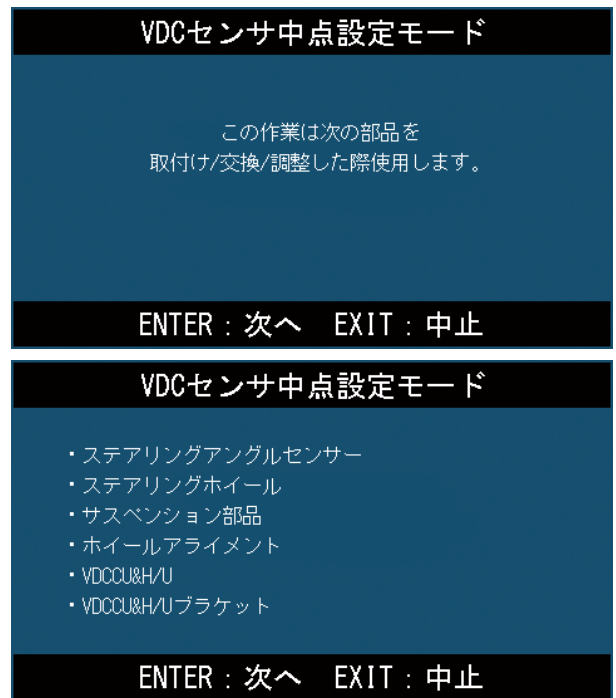 VDCセンサ中点設定モード
この作業は次の部品を
取付け/交換/調整した際使用します。
ENTER：次へ EXIT：中止
VDCセンサ中点設定モード
・ステアリングアングルセンサー
・ステアリングホイール
・サスペンション部品
・ホイールアライメント
・VDCCU&H/U
・VDCCU&H/Uブラケット
ENTER：次へ EXIT：中止